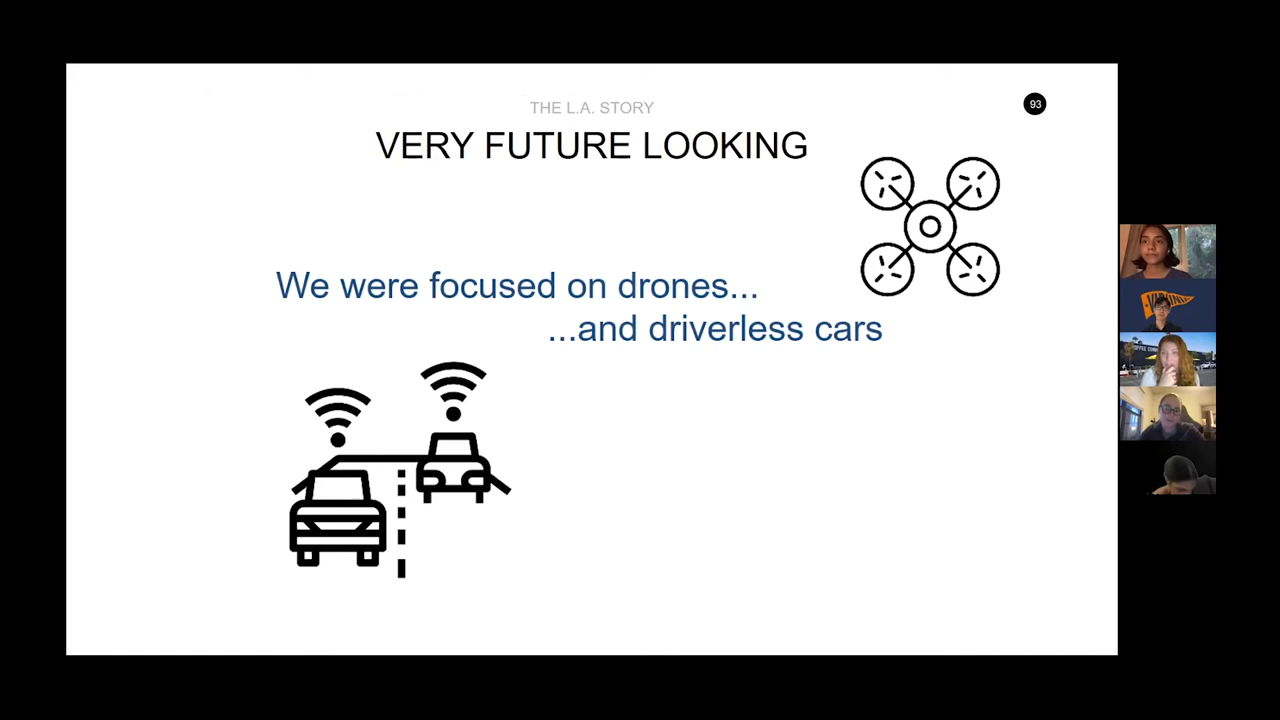 THE L.A. STORY
93
VERY FUTURE LOOKING
We were focused on drones...
...and driverless cars